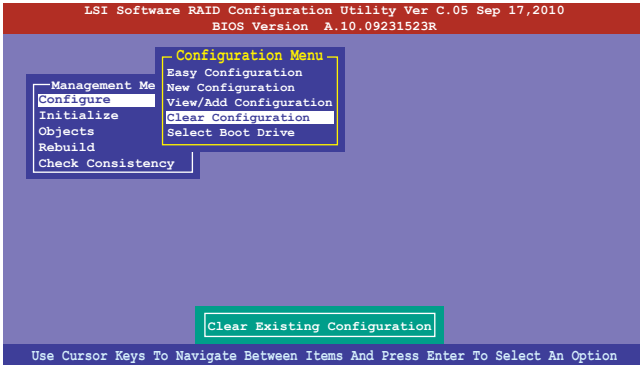 LSI Software RAID Configuration Utility Ver C.05 Sep 17,2010
BIOS Version A.10.09231523R
Configuration Menu
Easy Configuration
New Configuration
View/Add Configuration
Clear Configuration
Select Boot Drive
Management Me
Configure
Initialize
Objects
Rebuild
Check Consistency
Clear Existing Configuration
Use Cursor Keys To Navigate Between Items And Press Enter To Select An Option